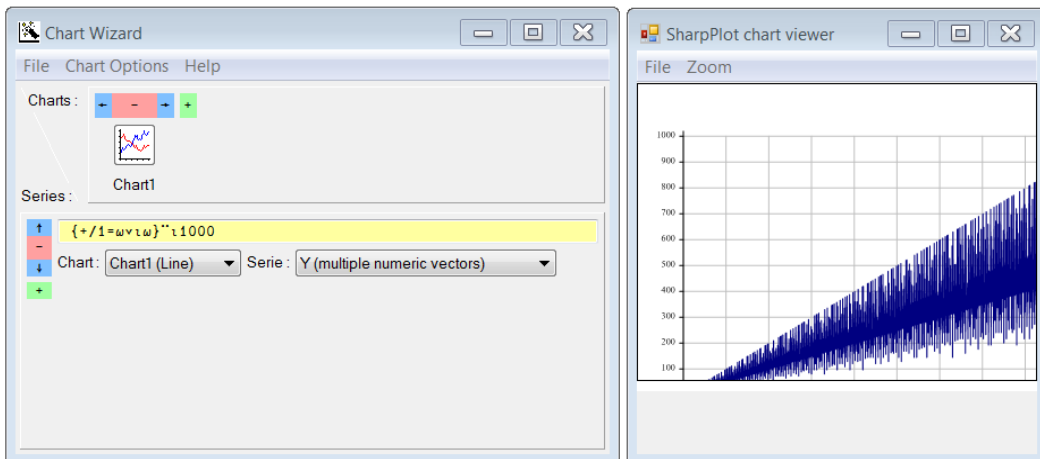 Chart Wizard
File Chart Options Help
Charts :
← − → +
Chart1
Series :
↑ {+/1=⍵∨⍳⍵}¨⍳1000
−
↓ Chart : Chart1 (Line) Serie : Y (multiple numeric vectors)
+
SharpPlot chart viewer
File Zoom
1000
900
800
700
600
500
400
300
200
100